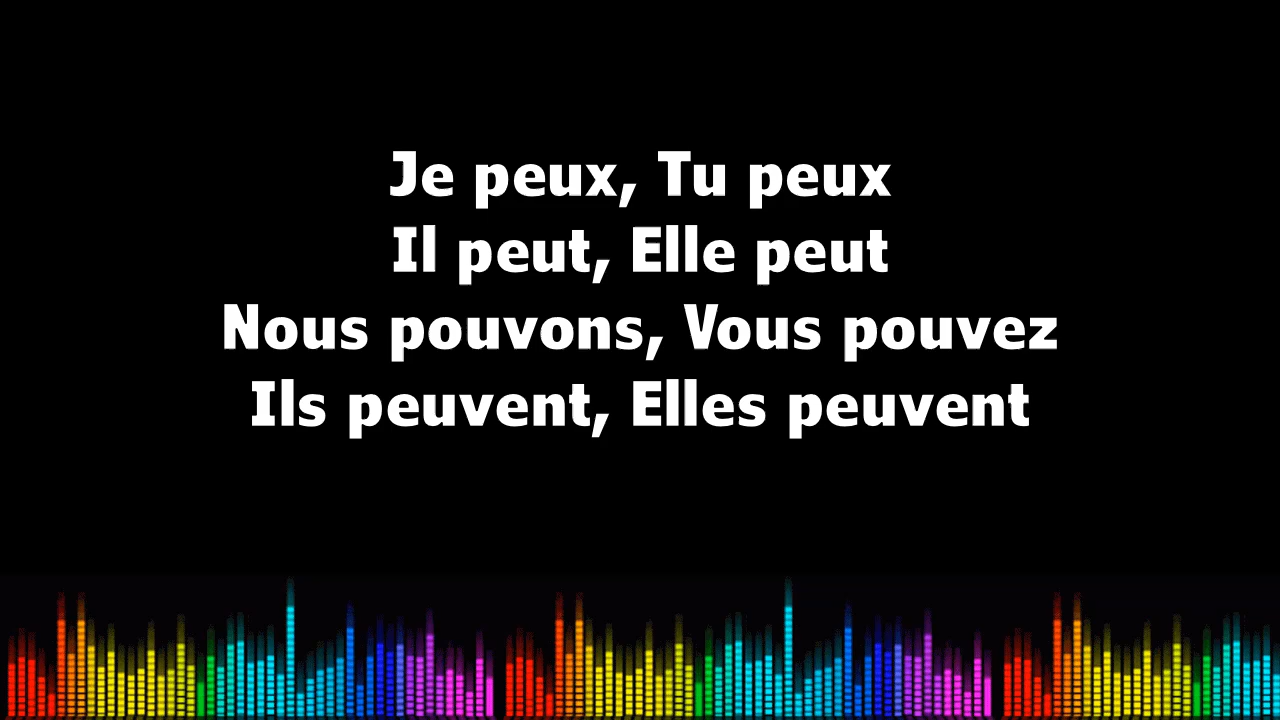 Je peux, Tu peux
Il peut, Elle peut
Nous pouvons, Vous pouvez
Ils peuvent, Elles peuvent